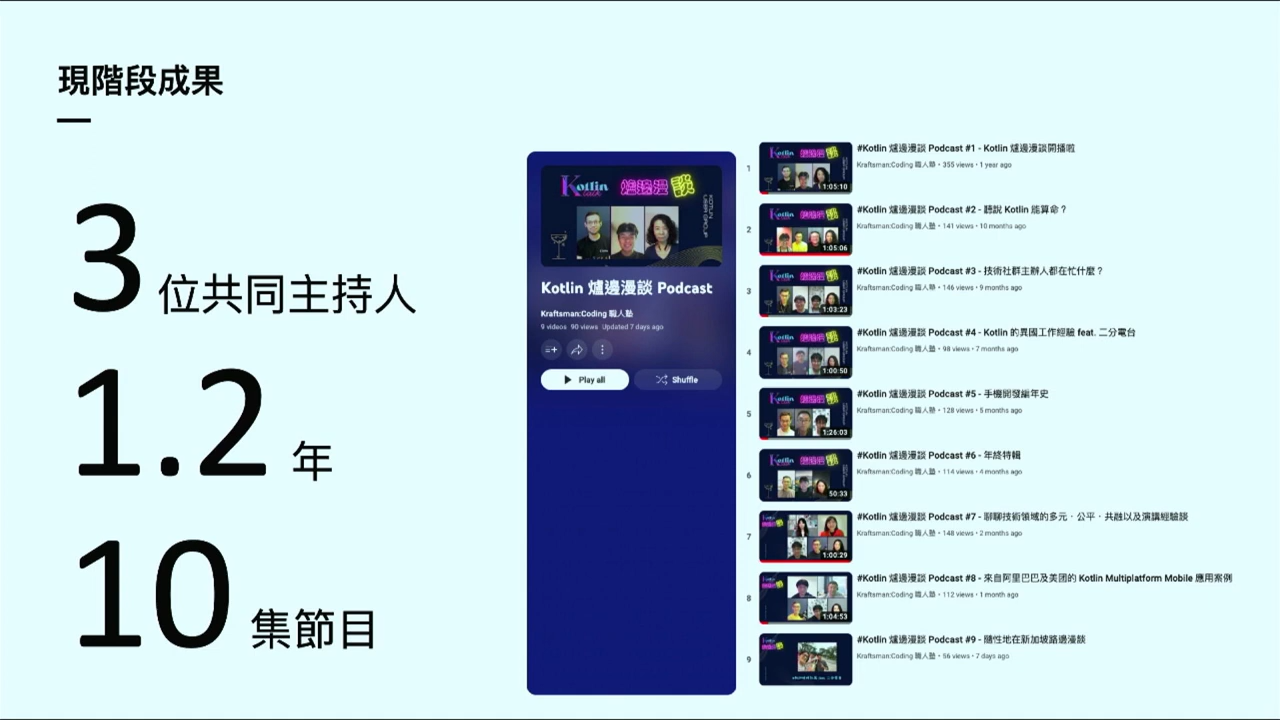 現階段成果
3 位共同主持人
1.2 年
10 集節目
Kotlin 爐邊漫談
KOTLIN USER GROUP
Kotlin 爐邊漫談 Podcast
Kraftsman:Coding 職人塾
9 videos 90 views Updated 7 days ago
Play all
Shuffle
1
1:05:10
#Kotlin 爐邊漫談 Podcast #1 - Kotlin 爐邊漫談開播啦
Kraftsman:Coding 職人塾 • 355 views • 1 year ago
2
1:05:06
#Kotlin 爐邊漫談 Podcast #2 - 聽說 Kotlin 能算命？
Kraftsman:Coding 職人塾 • 141 views • 10 months ago
3
1:03:23
#Kotlin 爐邊漫談 Podcast #3 - 技術社群主辦人都在忙什麼？
Kraftsman:Coding 職人塾 • 146 views • 9 months ago
4
1:00:50
#Kotlin 爐邊漫談 Podcast #4 - Kotlin 的異國工作經驗 feat. 二分電台
Kraftsman:Coding 職人塾 • 98 views • 7 months ago
5
1:26:03
#Kotlin 爐邊漫談 Podcast #5 - 手機開發編年史
Kraftsman:Coding 職人塾 • 128 views • 5 months ago
6
50:33
#Kotlin 爐邊漫談 Podcast #6 - 年終特輯
Kraftsman:Coding 職人塾 • 114 views • 4 months ago
7
1:00:29
#Kotlin 爐邊漫談 Podcast #7 - 聊聊技術領域的多元．公平．共融以及演講經驗談
Kraftsman:Coding 職人塾 • 148 views • 2 months ago
8
1:04:53
#Kotlin 爐邊漫談 Podcast #8 - 來自阿里巴巴及美团的 Kotlin Multiplatform Mobile 應用案例
Kraftsman:Coding 職人塾 • 112 views • 1 month ago
9
#Kotlin 爐邊漫談 Podcast #9 - 隨性地在新加坡路邊漫談
Kraftsman:Coding 職人塾 • 56 views • 7 days ago